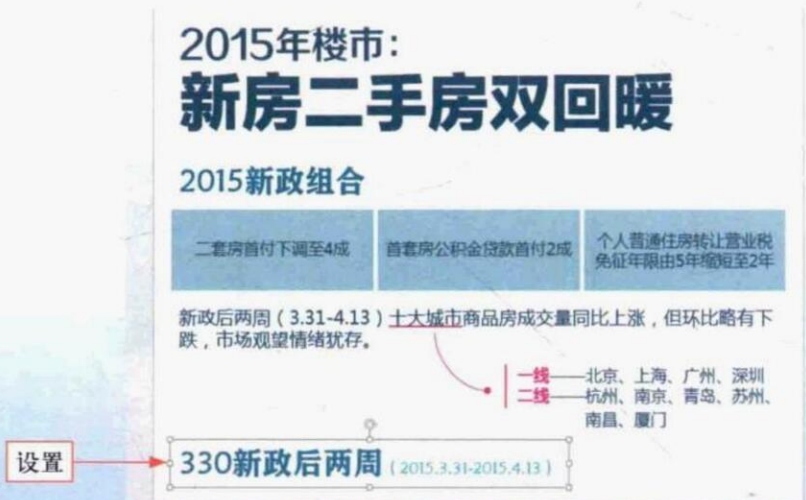 2015年楼市：
新房二手房双回暖
2015新政组合
二套房首付下调至4成
首套房公积金贷款首付2成
个人普通住房转让营业税
免征年限由5年缩短至2年
新政后两周（3.31-4.13）十大城市商品房成交量同比上涨，但环比略有下
跌，市场观望情绪犹存。
一线——北京、上海、广州、深圳
二线——杭州、南京、青岛、苏州、
南昌、厦门
设置
330新政后两周（2015.3.31-2015.4.13）